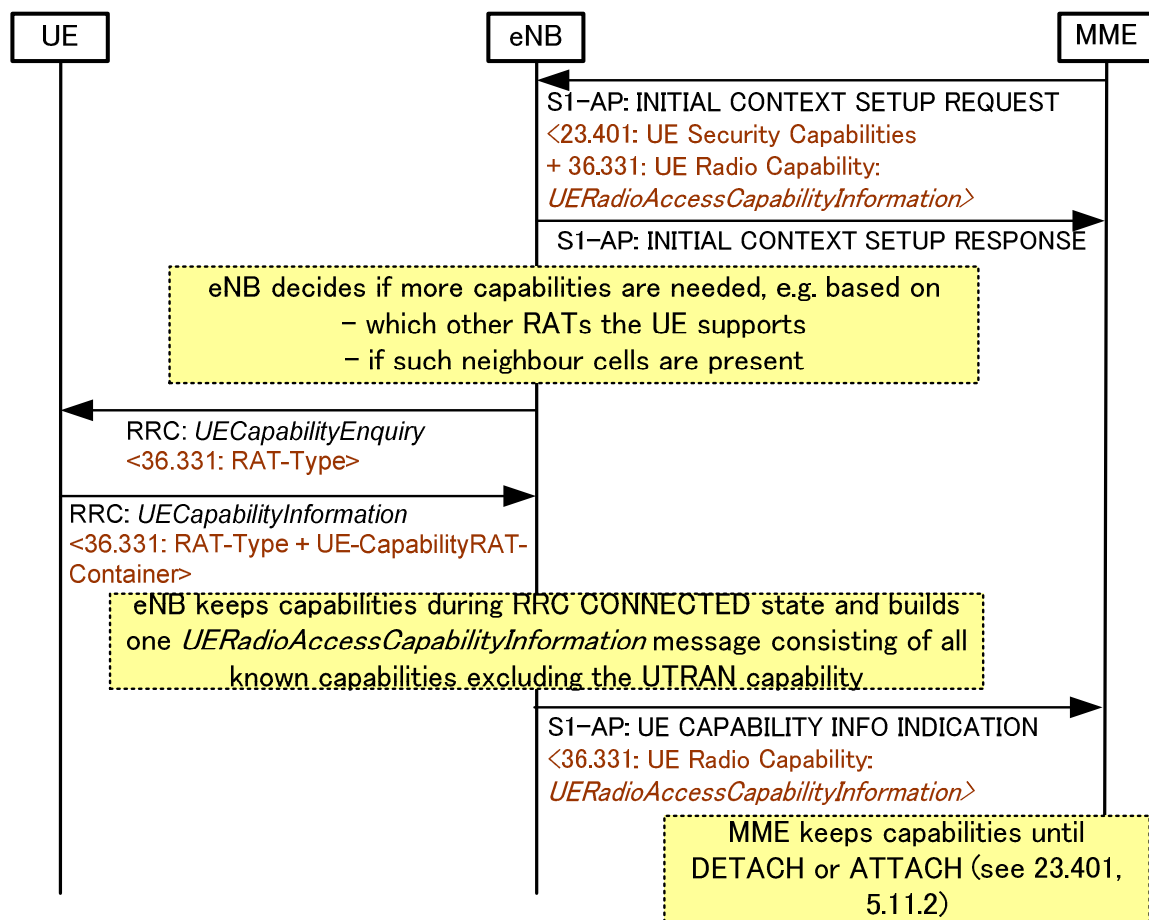 UE
eNB
MME
S1-AP: INITIAL CONTEXT SETUP REQUEST
<23.401: UE Security Capabilities
+ 36.331: UE Radio Capability:
UERadioAccessCapabilityInformation>
S1-AP: INITIAL CONTEXT SETUP RESPONSE
eNB decides if more capabilities are needed, e.g. based on
- which other RATs the UE supports
- if such neighbour cells are present
RRC: UECapabilityEnquiry
<36.331: RAT-Type>
RRC: UECapabilityInformation
<36.331: RAT-Type + UE-CapabilityRAT-
Container>
eNB keeps capabilities during RRC CONNECTED state and builds
one UERadioAccessCapabilityInformation message consisting of all
known capabilities excluding the UTRAN capability
S1-AP: UE CAPABILITY INFO INDICATION
<36.331: UE Radio Capability:
UERadioAccessCapabilityInformation>
MME keeps capabilities until
DETACH or ATTACH (see 23.401,
5.11.2)